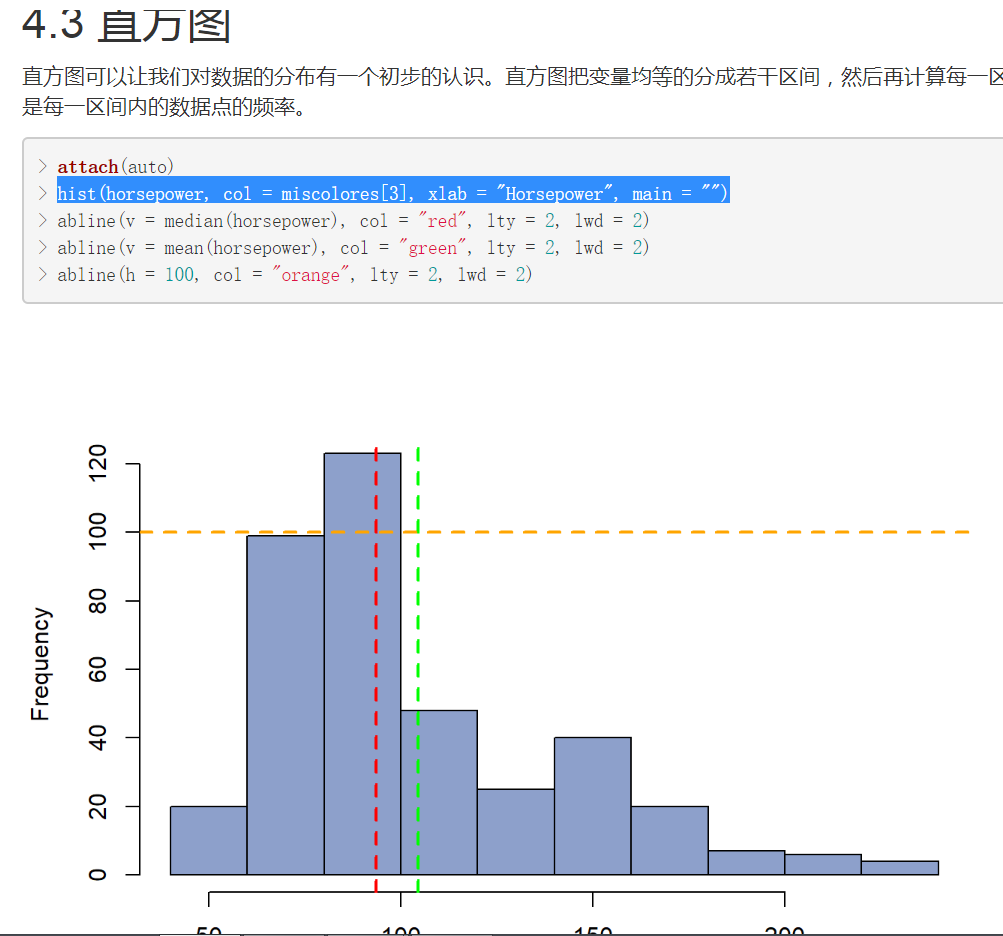 4.3 直方图
直方图可以让我们对数据的分布有一个初步的认识。直方图把变量均等的分成若干区间，然后再计算每一区
是每一区间内的数据点的频率。
> attach(auto)
> hist(horsepower, col = miscolores[3], xlab = "Horsepower", main = "")
> abline(v = median(horsepower), col = "red", lty = 2, lwd = 2)
> abline(v = mean(horsepower), col = "green", lty = 2, lwd = 2)
> abline(h = 100, col = "orange", lty = 2, lwd = 2)
120
100
80
60
40
20
0
Frequency
50 100 150 200